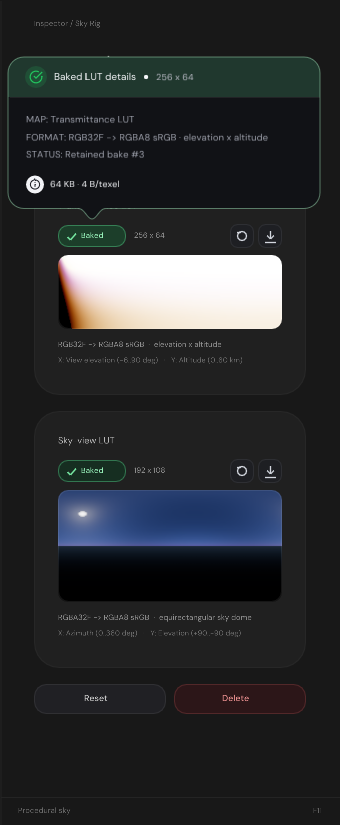 Inspector / Sky Rig
Baked LUT details • 256 x 64
MAP: Transmittance LUT
FORMAT: RGB32F -> RGBA8 sRGB · elevation x altitude
STATUS: Retained bake #3
64 KB · 4 B/texel
Baked 256 x 64
RGB32F -> RGBA8 sRGB · elevation x altitude
X: View elevation (-6..90 deg) Y: Altitude (0..60 km)
Sky view LUT
Baked 192 x 108
RGBA32F -> RGBA8 sRGB · equirectangular sky dome
X: Azimuth (0..360 deg) Y: Elevation (+90..-90 deg)
Reset Delete
Procedural sky